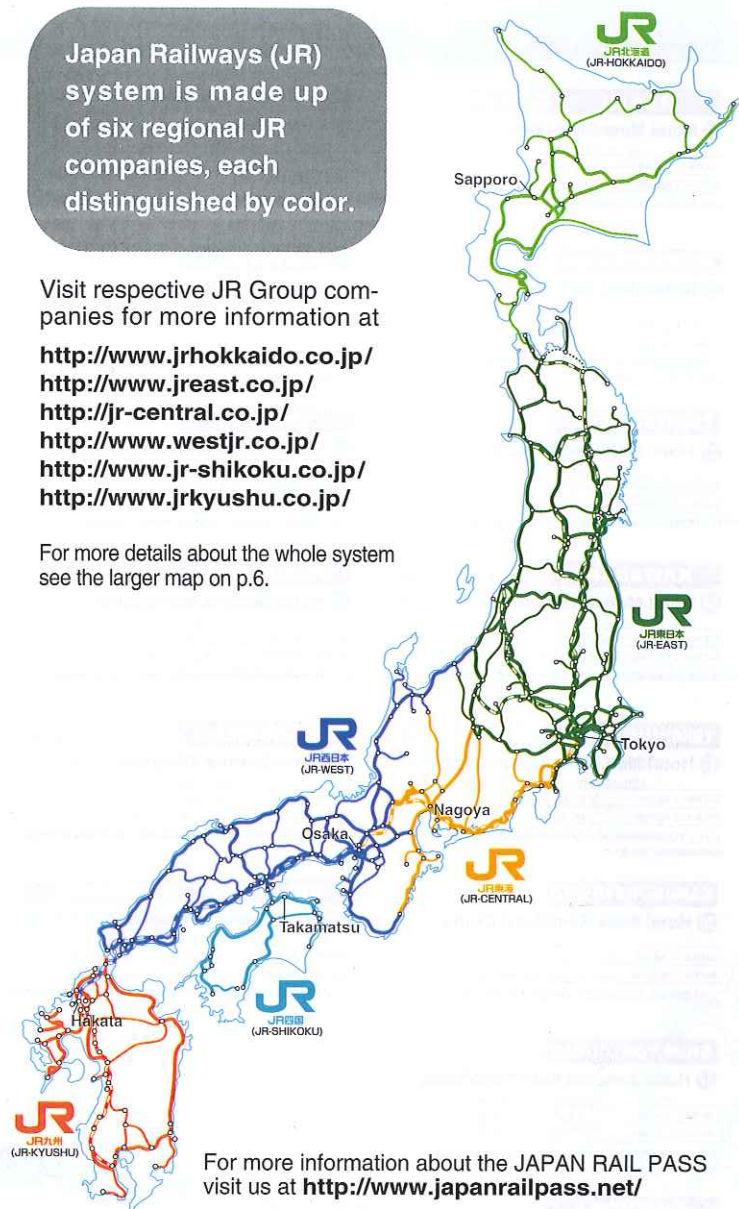 Japan Railways (JR)
system is made up
of six regional JR
companies, each
distinguished by color.
Visit respective JR Group com-
panies for more information at
http://www.jrhokkaido.co.jp/
http://www.jreast.co.jp/
http://jr-central.co.jp/
http://www.westjr.co.jp/
http://www.jr-shikoku.co.jp/
http://www.jrkyushu.co.jp/
For more details about the whole system
see the larger map on p.6.
JR
JR北海道
(JR-HOKKAIDO)
Sapporo
JR
JR東日本
(JR-EAST)
Tokyo
JR
JR西日本
(JR-WEST)
Nagoya
Osaka
JR
JR東海
(JR-CENTRAL)
Takamatsu
JR
JR四国
(JR-SHIKOKU)
Hakata
JR
JR九州
(JR-KYUSHU)
For more information about the JAPAN RAIL PASS
visit us at http://www.japanrailpass.net/